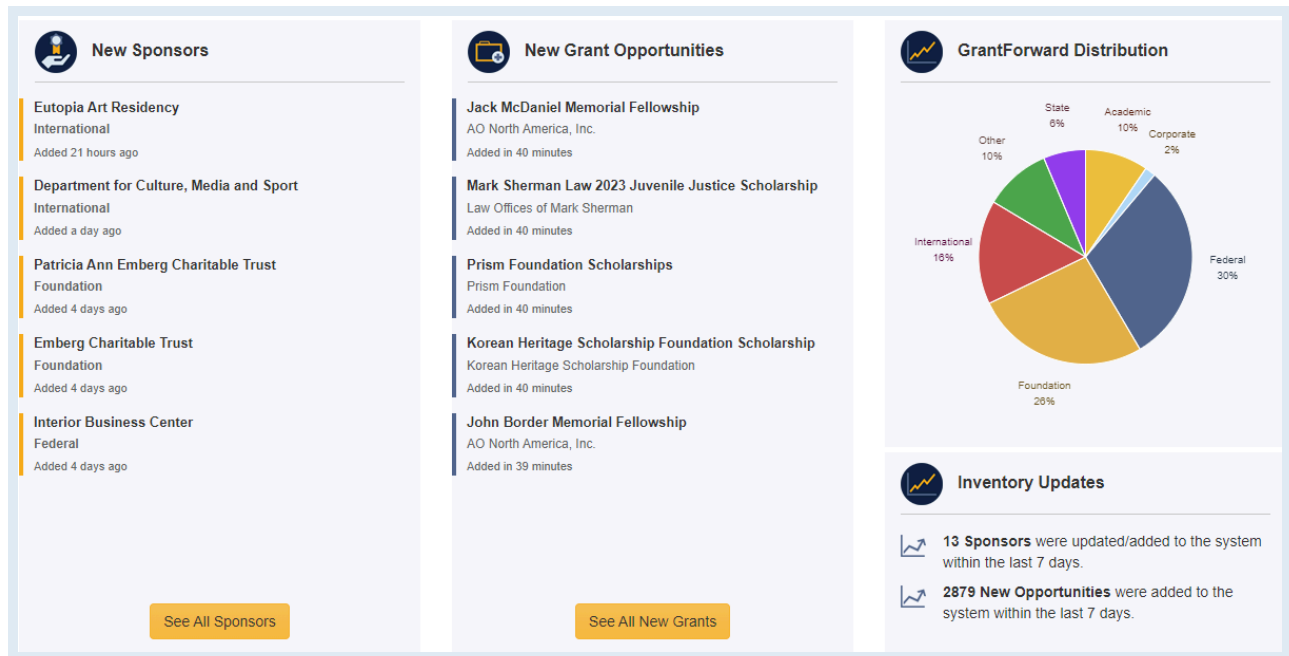 New Sponsors
Eutopia Art Residency
International
Added 21 hours ago
Department for Culture, Media and Sport
International
Added a day ago
Patricia Ann Emberg Charitable Trust
Foundation
Added 4 days ago
Emberg Charitable Trust
Foundation
Added 4 days ago
Interior Business Center
Federal
Added 4 days ago
See All Sponsors
New Grant Opportunities
Jack McDaniel Memorial Fellowship
AO North America, Inc.
Added in 40 minutes
Mark Sherman Law 2023 Juvenile Justice Scholarship
Law Offices of Mark Sherman
Added in 40 minutes
Prism Foundation Scholarships
Prism Foundation
Added in 40 minutes
Korean Heritage Scholarship Foundation Scholarship
Korean Heritage Scholarship Foundation
Added in 40 minutes
John Border Memorial Fellowship
AO North America, Inc.
Added in 39 minutes
See All New Grants
GrantForward Distribution
State
6%
Academic
10%
Corporate
2%
Other
10%
International
16%
Federal
30%
Foundation
26%
Inventory Updates
13 Sponsors were updated/added to the system
within the last 7 days.
2879 New Opportunities were added to the
system within the last 7 days.